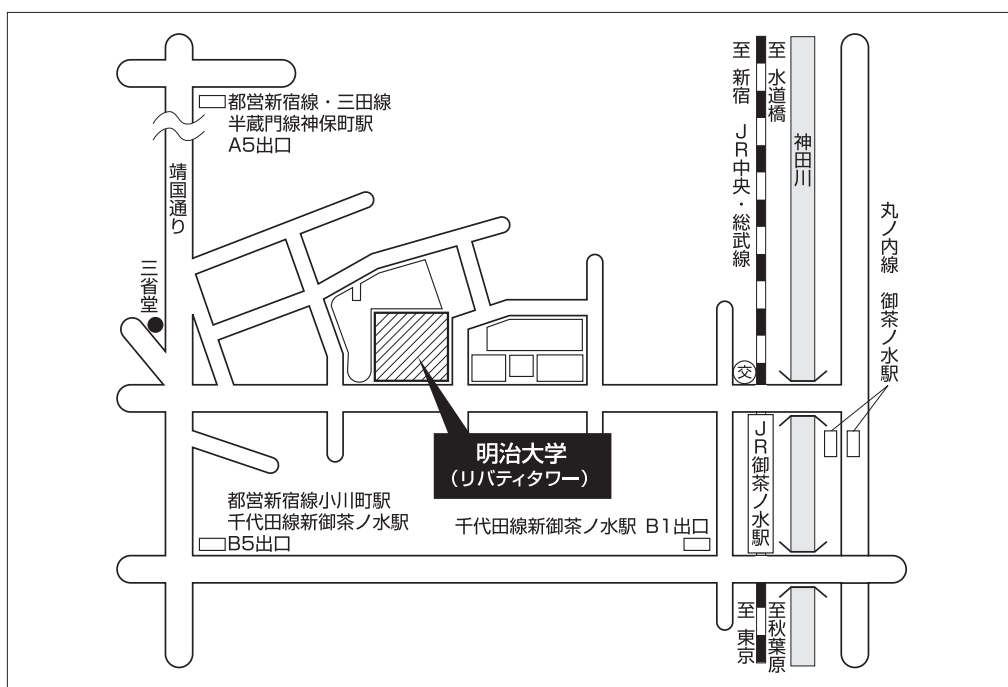 都営新宿線・三田線
半蔵門線神保町駅
A5出口
靖国通り
三省堂
至 新宿
至 水道橋
JR中央・総武線
神田川
丸ノ内線 御茶ノ水駅
交
明治大学
（リバティタワー）
JR御茶ノ水駅
都営新宿線小川町駅
千代田線新御茶ノ水駅
B5出口
千代田線新御茶ノ水駅 B1出口
至 東京
至秋葉原